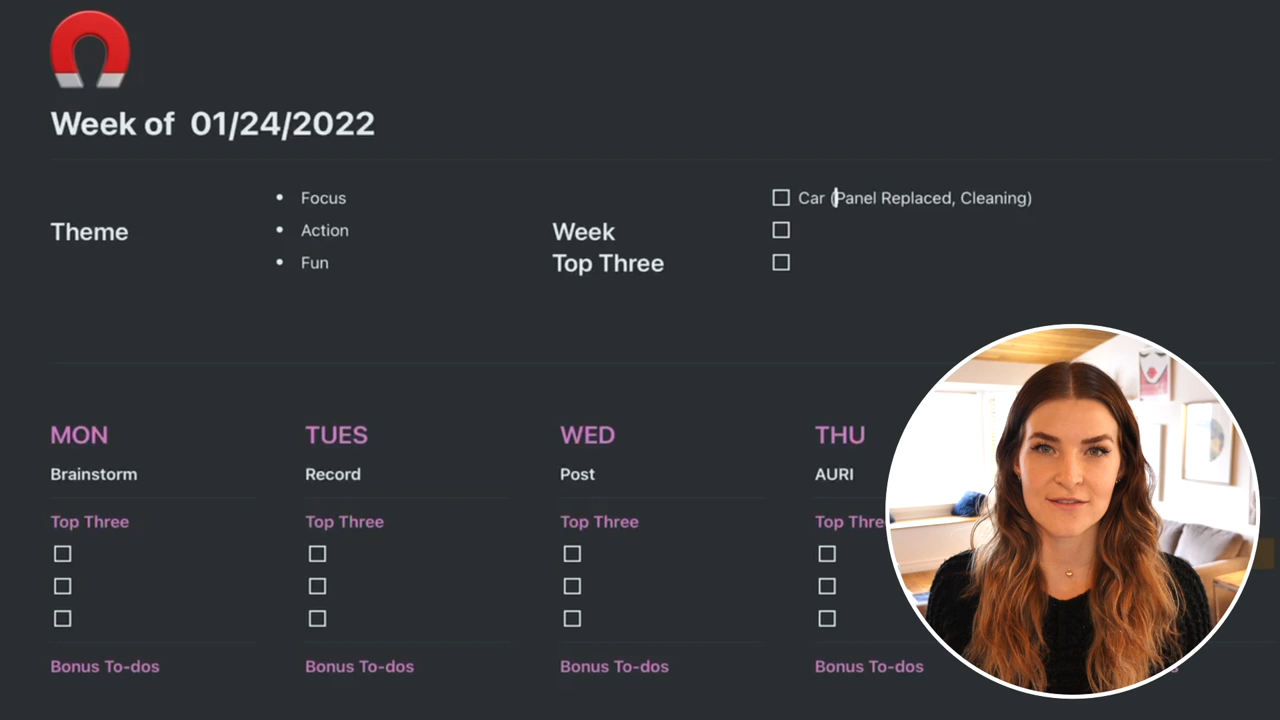 Week of 01/24/2022
Theme
• Focus
• Action
• Fun
Week
Top Three
Car (Panel Replaced, Cleaning)
MON
Brainstorm
Top Three
Bonus To-dos
TUES
Record
Top Three
Bonus To-dos
WED
Post
Top Three
Bonus To-dos
THU
AURI
Top Thre
Bonus To-dos